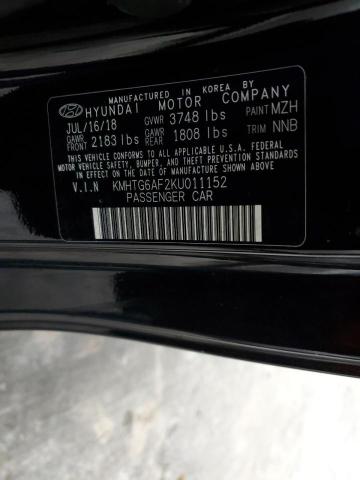 MANUFACTURED IN KOREA BY
HYUNDAI MOTOR COMPANY
JUL/16/18 GVWR 3748 lbs PAINT MZH
GAWR FRONT 2183 lbs GAWR REAR 1808 lbs TRIM NNB
THIS VEHICLE CONFORMS TO ALL APPLICABLE U.S.A. FEDERAL
MOTOR VEHICLE SAFETY, BUMPER, AND THEFT PREVENTION
STANDARDS IN EFFECT ON THE DATE OF MANUFACTURE SHOWN ABOVE.
V.I.N KMHTG6AF2KU011152
PASSENGER CAR